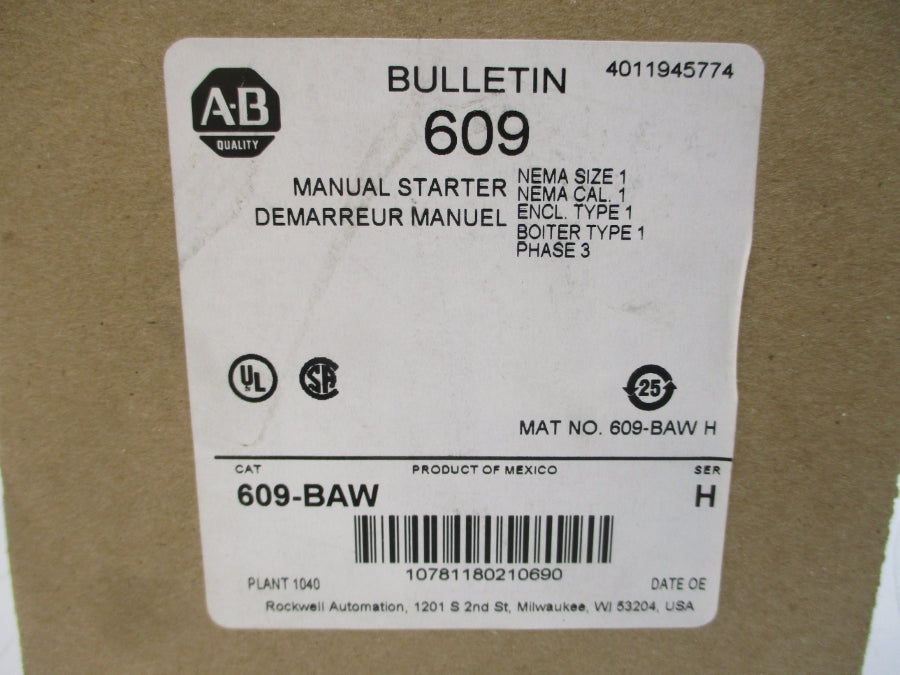 A-B
QUALITY
BULLETIN
609
4011945774
MANUAL STARTER
DEMARREUR MANUEL
NEMA SIZE 1
NEMA CAL. 1
ENCL. TYPE 1
BOITER TYPE 1
PHASE 3
UL
SA
25
MAT NO. 609-BAW H
CAT
PRODUCT OF MEXICO
SER
609-BAW
H
10781180210690
PLANT 1040
DATE OE
Rockwell Automation, 1201 S 2nd St, Milwaukee, WI 53204, USA